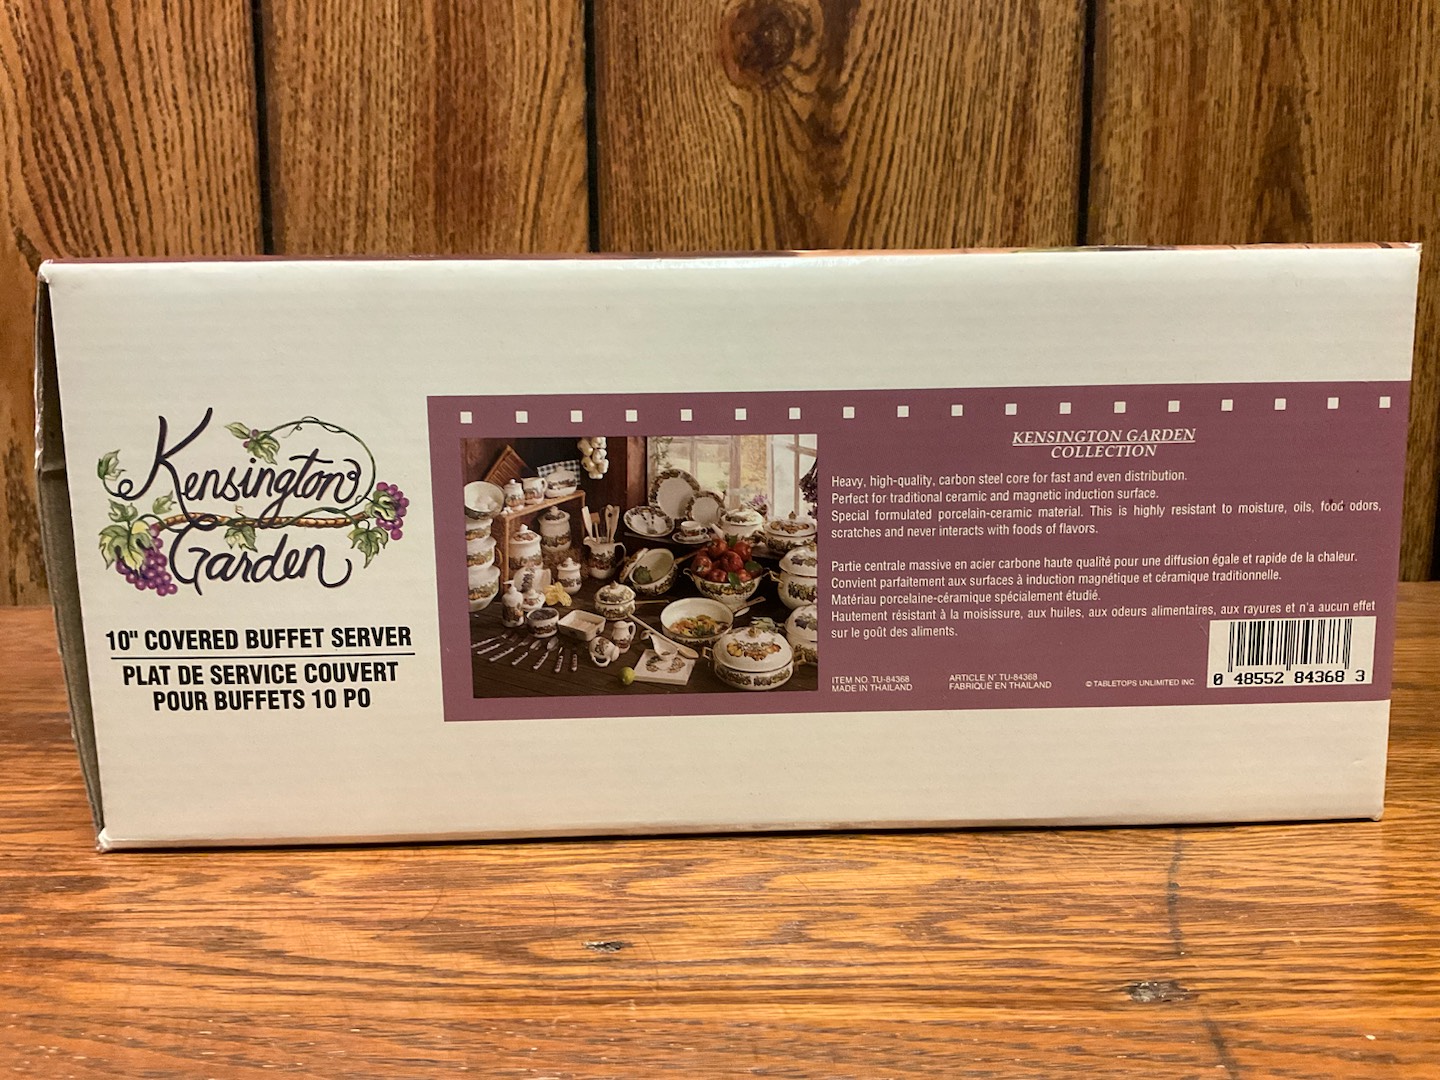 Kensington
Garden
10" COVERED BUFFET SERVER
PLAT DE SERVICE COUVERT
POUR BUFFETS 10 PO
KENSINGTON GARDEN
COLLECTION
Heavy, high-quality, carbon steel core for fast and even distribution.
Perfect for traditional ceramic and magnetic induction surface.
Special formulated porcelain-ceramic material. This is highly resistant to moisture, oils, food odors,
scratches and never interacts with foods of flavors.
Partie centrale massive en acier carbone haute qualité pour une diffusion égale et rapide de la chaleur.
Convient parfaitement aux surfaces à induction magnétique et céramique traditionnelle.
Matériau porcelaine-céramique spécialement étudié.
Hautement résistant à la moisissure, aux huiles, aux odeurs alimentaires, aux rayures et n'a aucun effet
sur le goût des aliments.
ITEM NO. TU-84368
MADE IN THAILAND
ARTICLE N° TU-84368
FABRIQUÉ EN THAILAND
© TABLETOPS UNLIMITED INC.
0 48552 84368 3